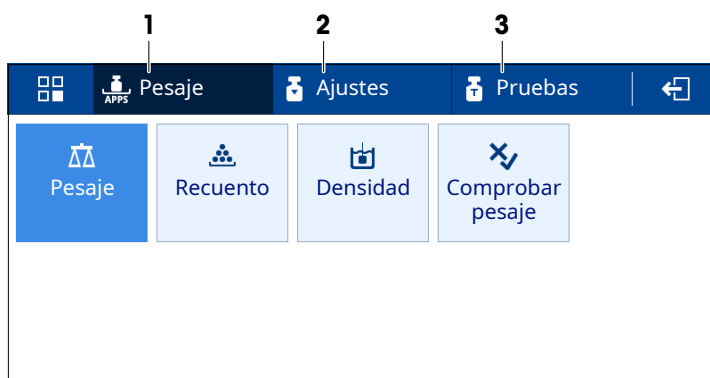 1 2 3
APPS Pesaje Ajustes T Pruebas
Pesaje Recuento Densidad Comprobar
pesaje